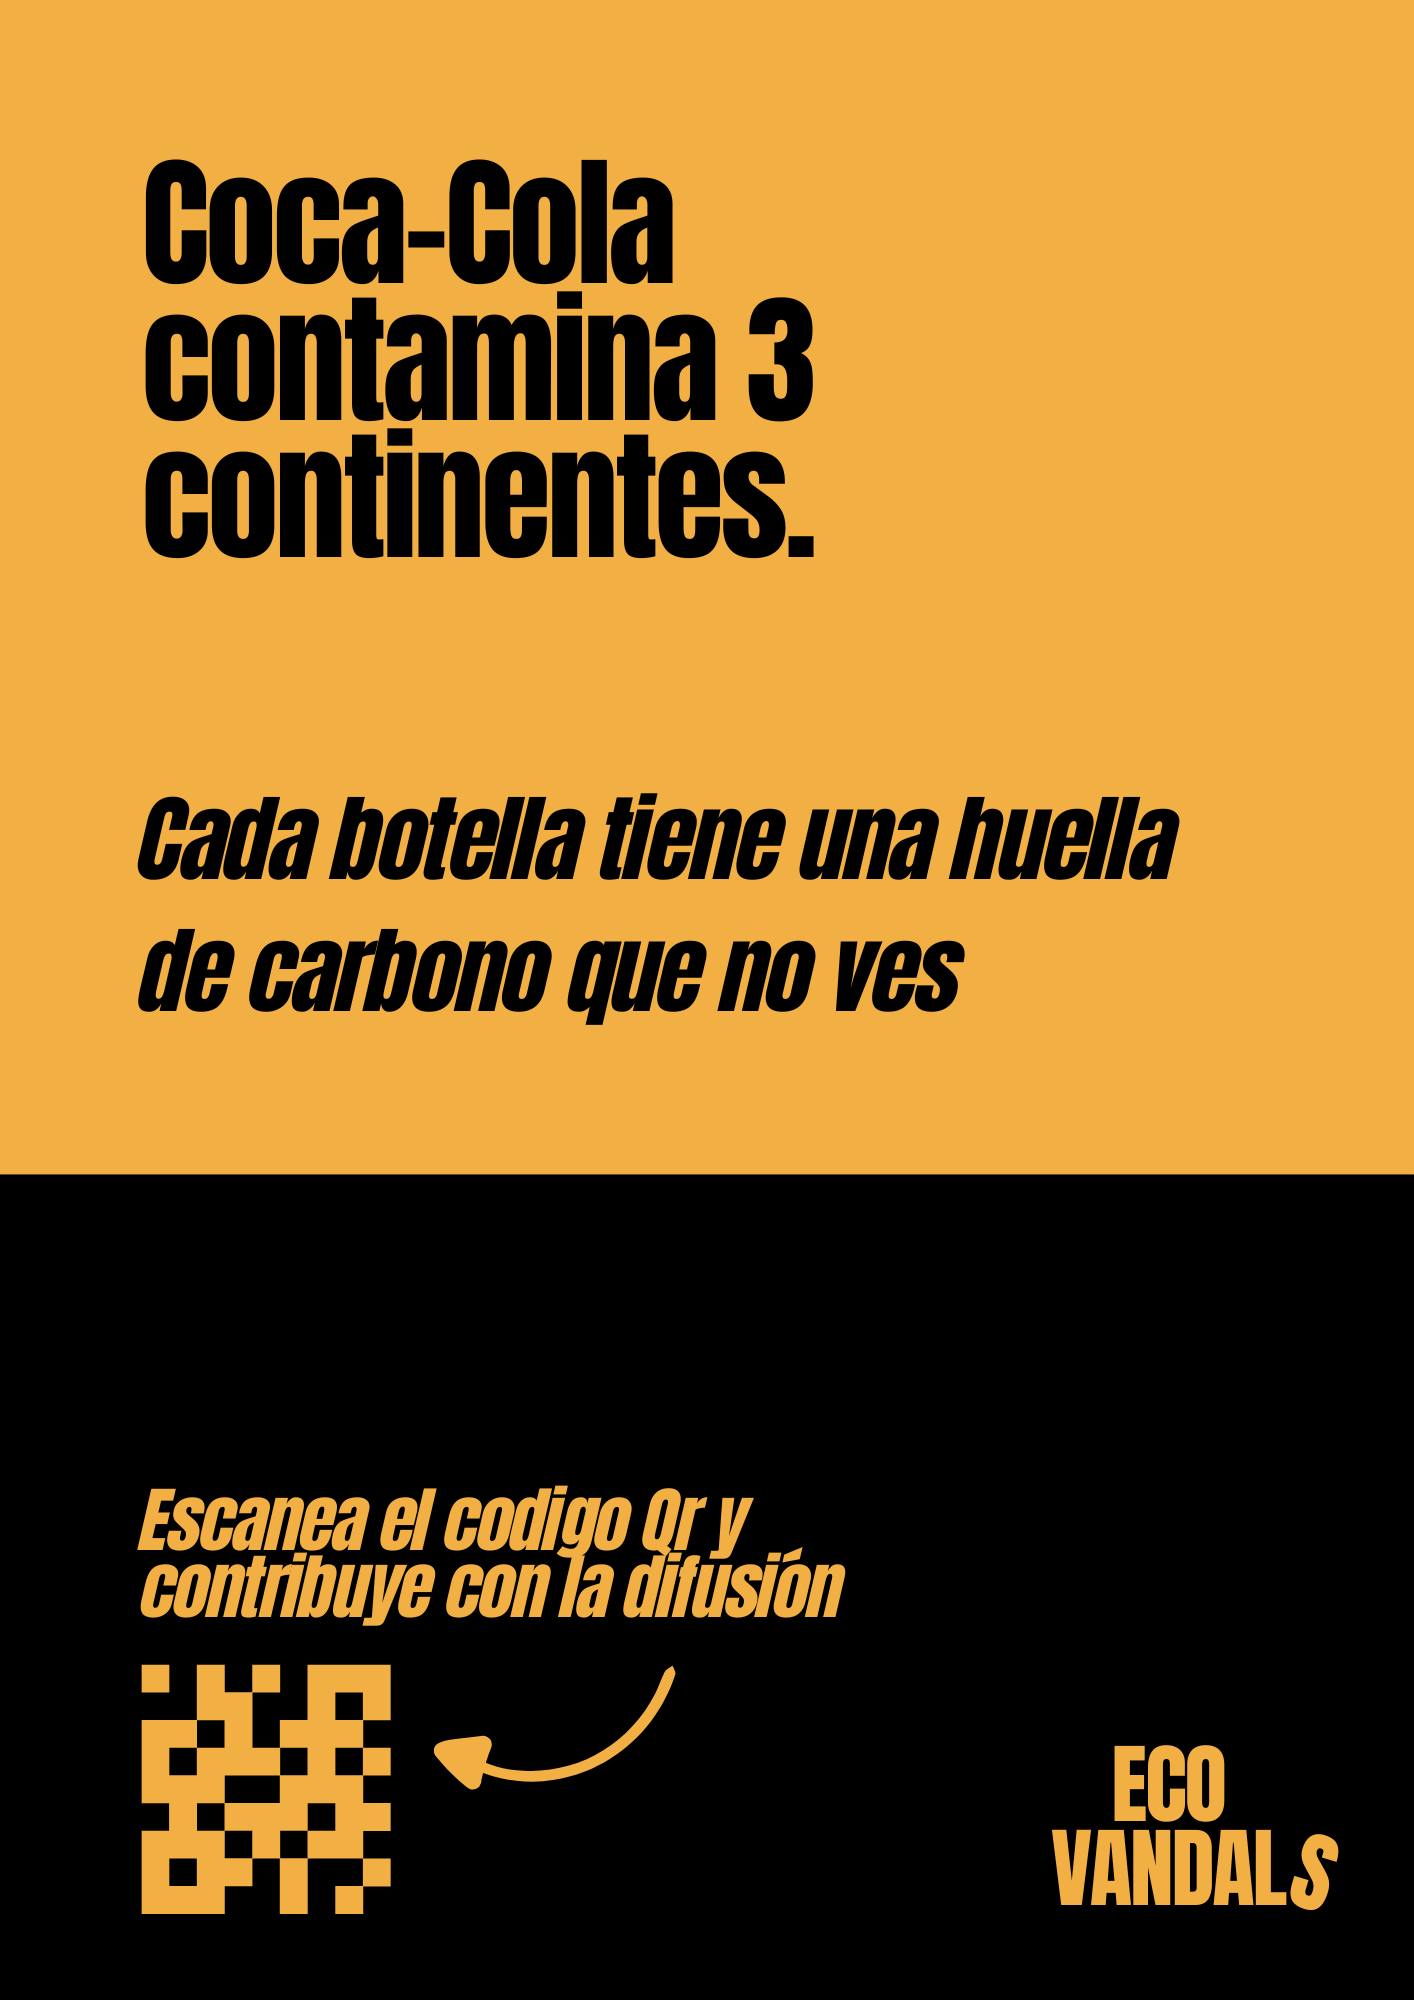 Coca-Cola
contamina 3
continentes.
Cada botella tiene una huella
de carbono que no ves
Escanea el codigo Qr y
contribuye con la difusión
ECO
VANDALS